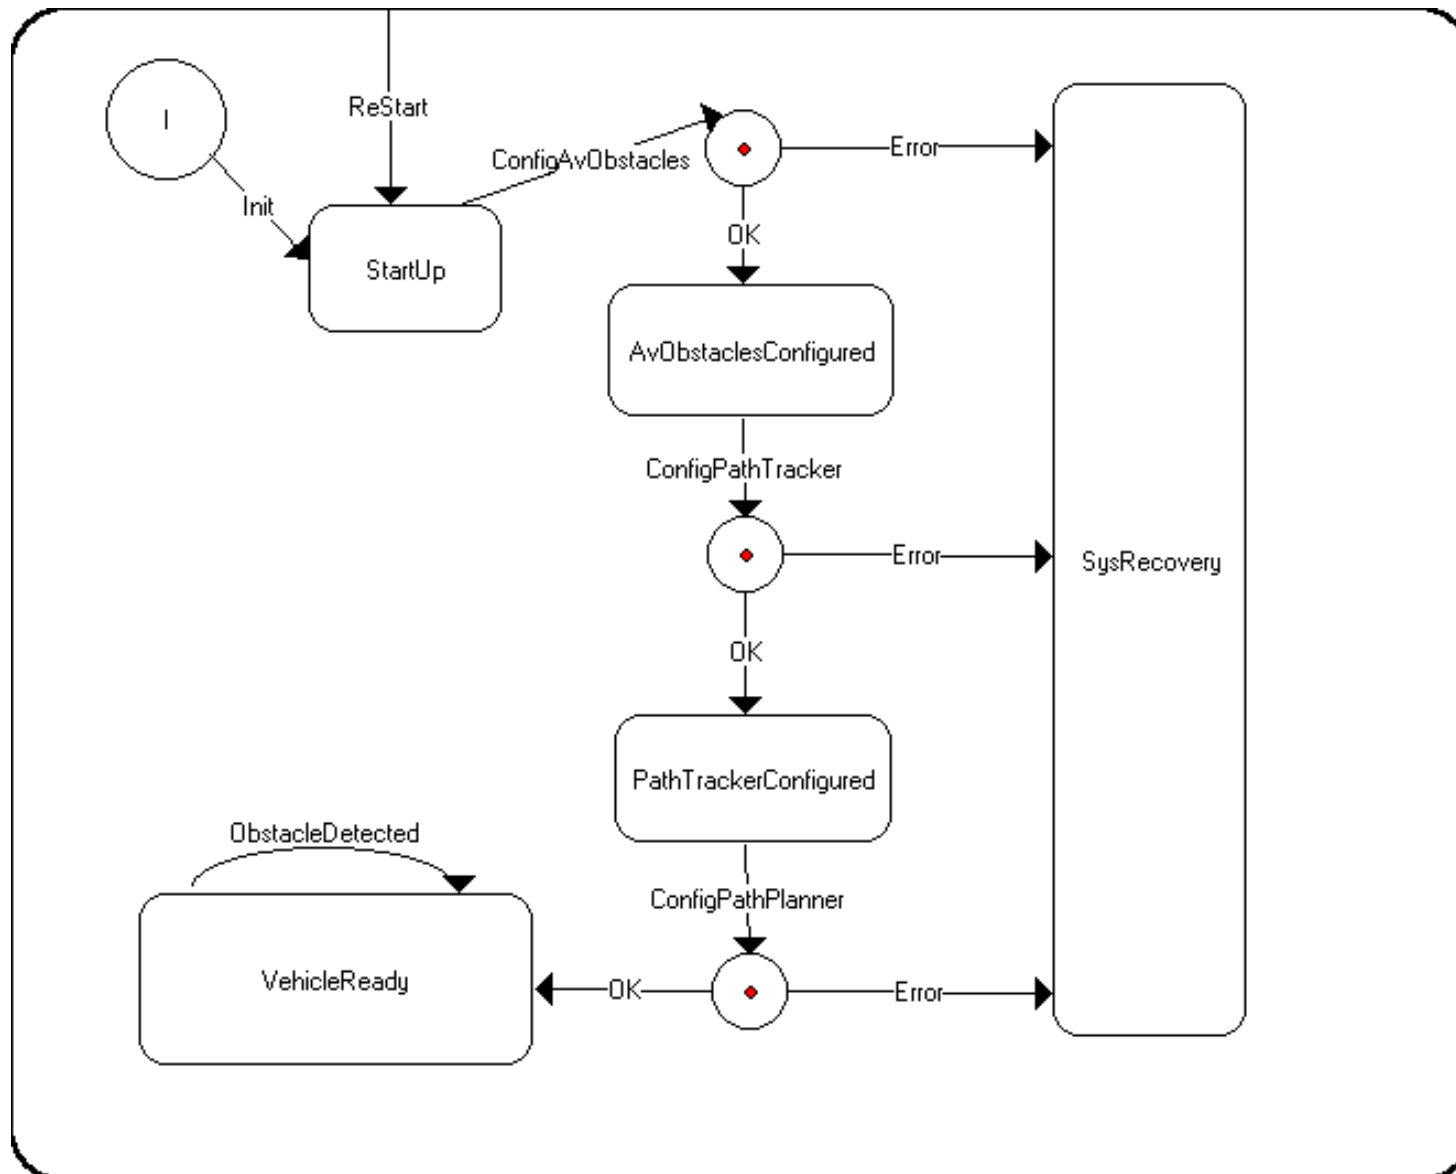 I
ReStart
ConfigAvObstacles
Error
Init
OK
StartUp
AvObstaclesConfigured
ConfigPathTracker
Error
SysRecovery
OK
PathTrackerConfigured
ObstacleDetected
ConfigPathPlanner
VehicleReady
OK
Error